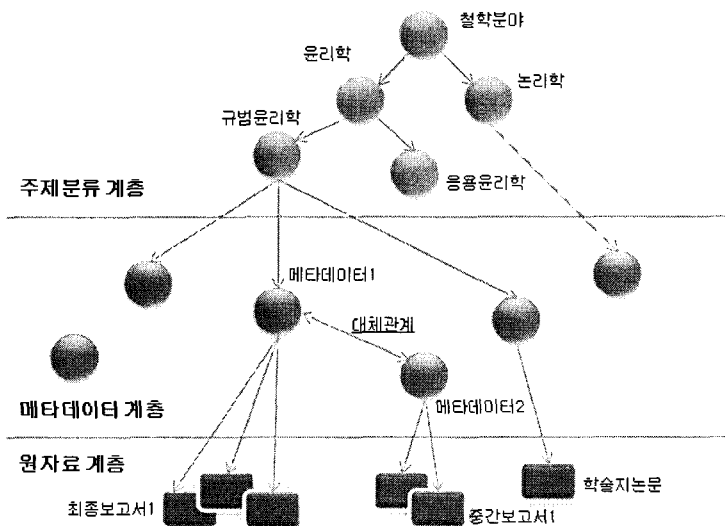 철학분야
윤리학
논리학
규범윤리학
응용윤리학
주제분류 계층
메타데이터1
대체관계
메타데이터2
메타데이터 계층
원자료 계층
학술지논문
최종보고서1
중간보고서1